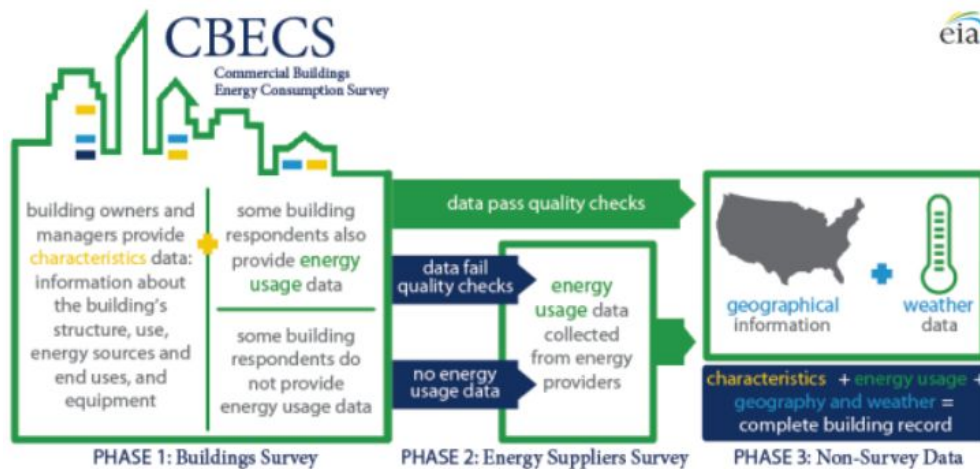 CBECS
Commercial Buildings
Energy Consumption Survey
eia
building owners and
managers provide
characteristics data:
information about
the building's
structure, use,
energy sources and
end uses, and
equipment
some building
respondents also
provide energy
usage data
some building
respondents do
not provide
energy usage data
data pass quality checks
data fail
quality checks
no energy
usage data
energy
usage data
collected
from energy
providers
geographical
information
weather
data
characteristics + energy usage +
geography and weather =
complete building record
PHASE 1: Buildings Survey
PHASE 2: Energy Suppliers Survey
PHASE 3: Non-Survey Data